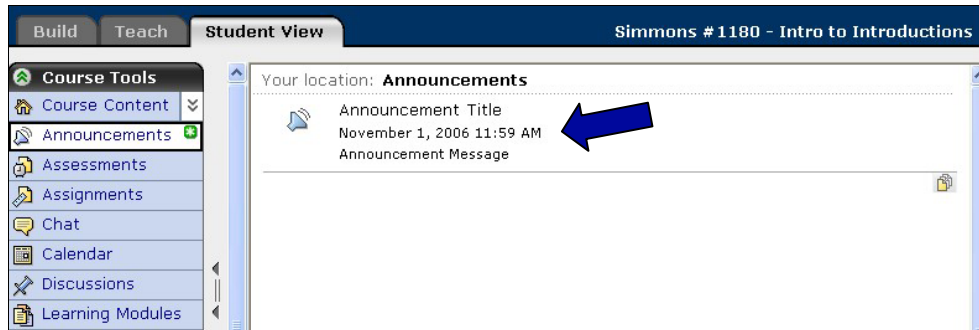 Build Teach Student View Simmons #1180 - Intro to Introductions
Course Tools
Course Content
Announcements
Assessments
Assignments
Chat
Calendar
Discussions
Learning Modules
Your location: Announcements
Announcement Title
November 1, 2006 11:59 AM
Announcement Message